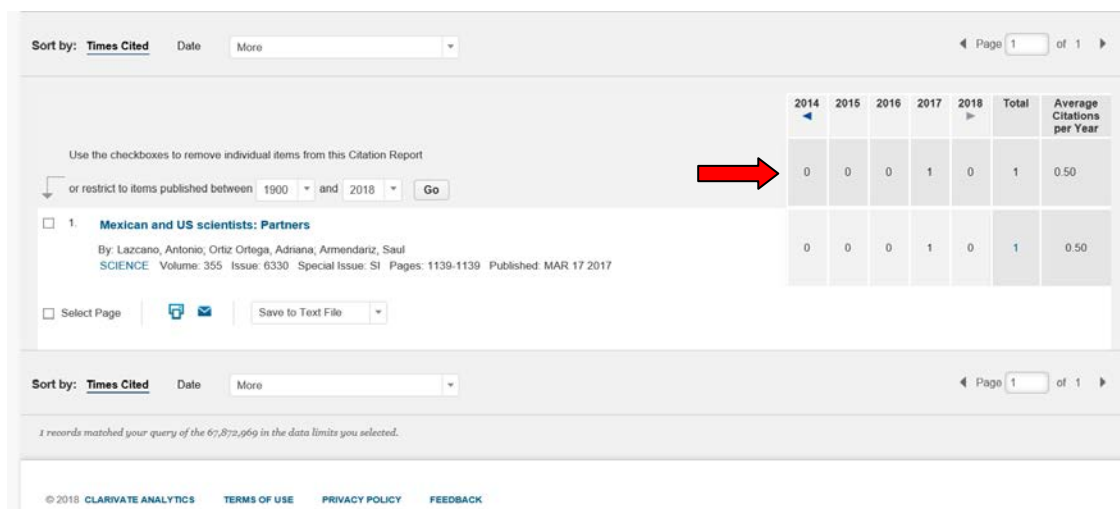 Sort by: Times Cited Date More Page 1 of 1
2014 2015 2016 2017 2018 Total Average
Citations
per Year
Use the checkboxes to remove individual items from this Citation Report
or restrict to items published between 1900 and 2018 Go
0 0 0 1 0 1 0.50
1. Mexican and US scientists: Partners
By: Lazcano, Antonio; Ortiz Ortega, Adriana; Armendariz, Saul
SCIENCE Volume: 355 Issue: 6330 Special Issue: SI Pages: 1139-1139 Published: MAR 17 2017
0 0 0 1 0 1 0.50
Select Page Save to Text File
Sort by: Times Cited Date More Page 1 of 1
1 records matched your query of the 67,872,969 in the data limits you selected.
© 2018 CLARIVATE ANALYTICS TERMS OF USE PRIVACY POLICY FEEDBACK